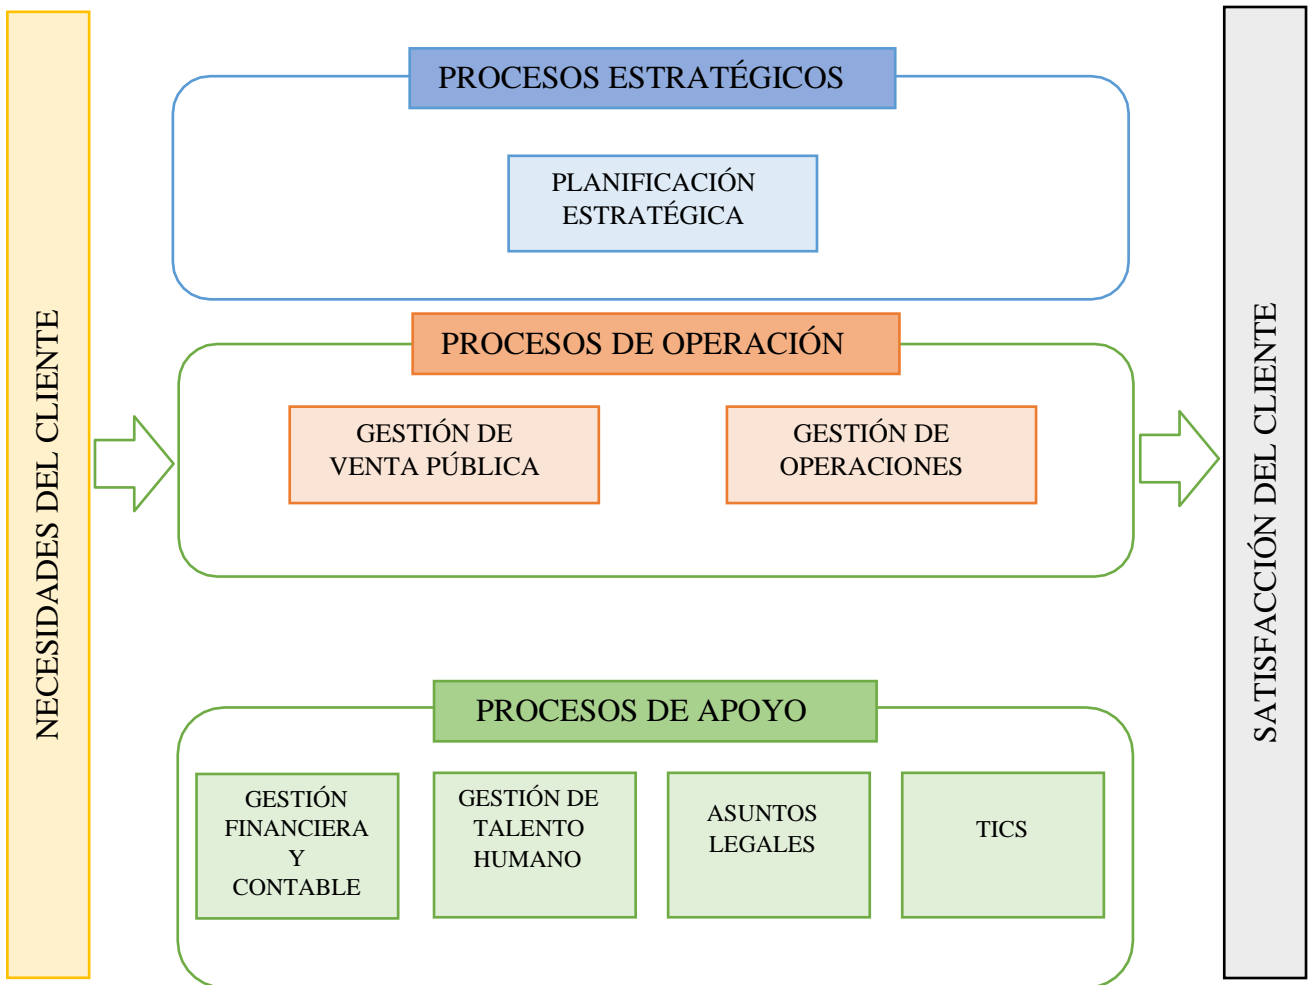 NECESIDADES DEL CLIENTE
PROCESOS ESTRATÉGICOS
PLANIFICACIÓN
ESTRATÉGICA
PROCESOS DE OPERACIÓN
GESTIÓN DE
VENTA PÚBLICA
GESTIÓN DE
OPERACIONES
PROCESOS DE APOYO
GESTIÓN
FINANCIERA
Y
CONTABLE
GESTIÓN DE
TALENTO
HUMANO
ASUNTOS
LEGALES
TICS
SATISFACCIÓN DEL CLIENTE